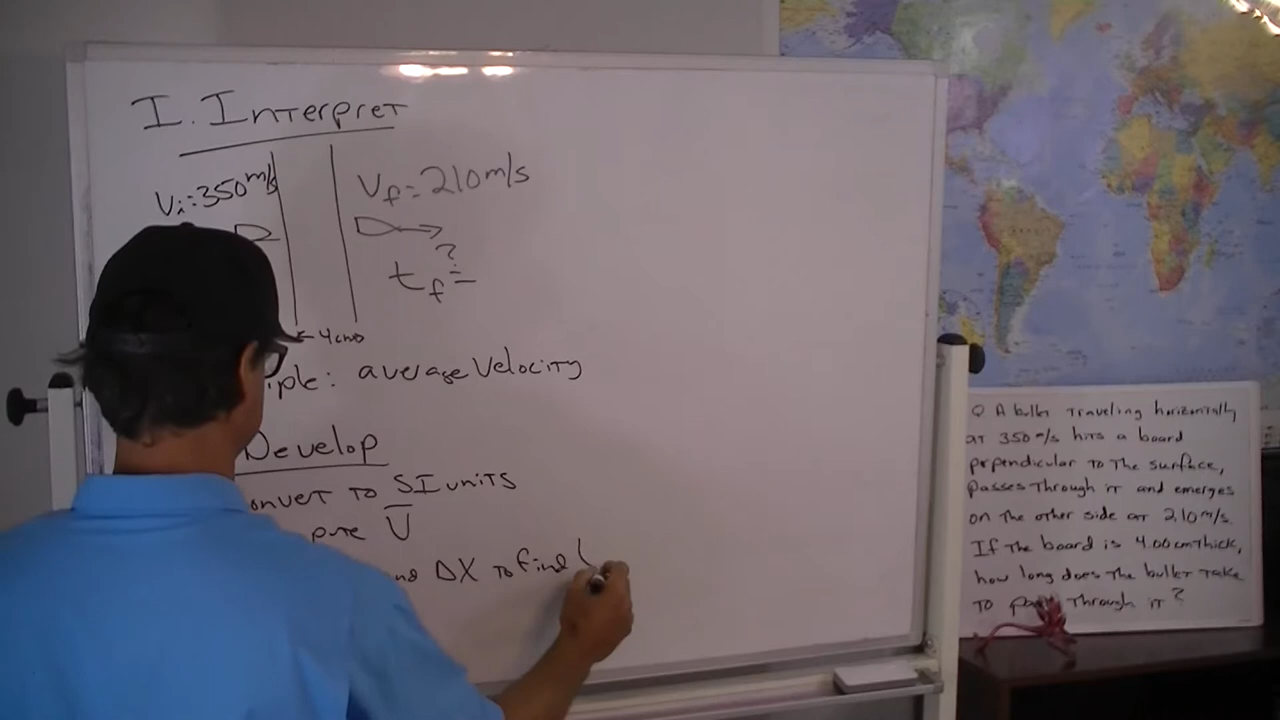 I. Interpret
Vi = 350 m/s
Vf = 210 m/s
?
tf =
4cm
iple: average Velocity
Develop
onvert to SI units
pute V̅
and ΔX to find t
Q A bullet Traveling horizontally
at 350 m/s hits a board
prpendicular to The surface,
passes Through it and emerges
on The other side at 210 m/s.
If The board is 4.00 cm Thick,
how long does The bullet Take
To pass Through it?